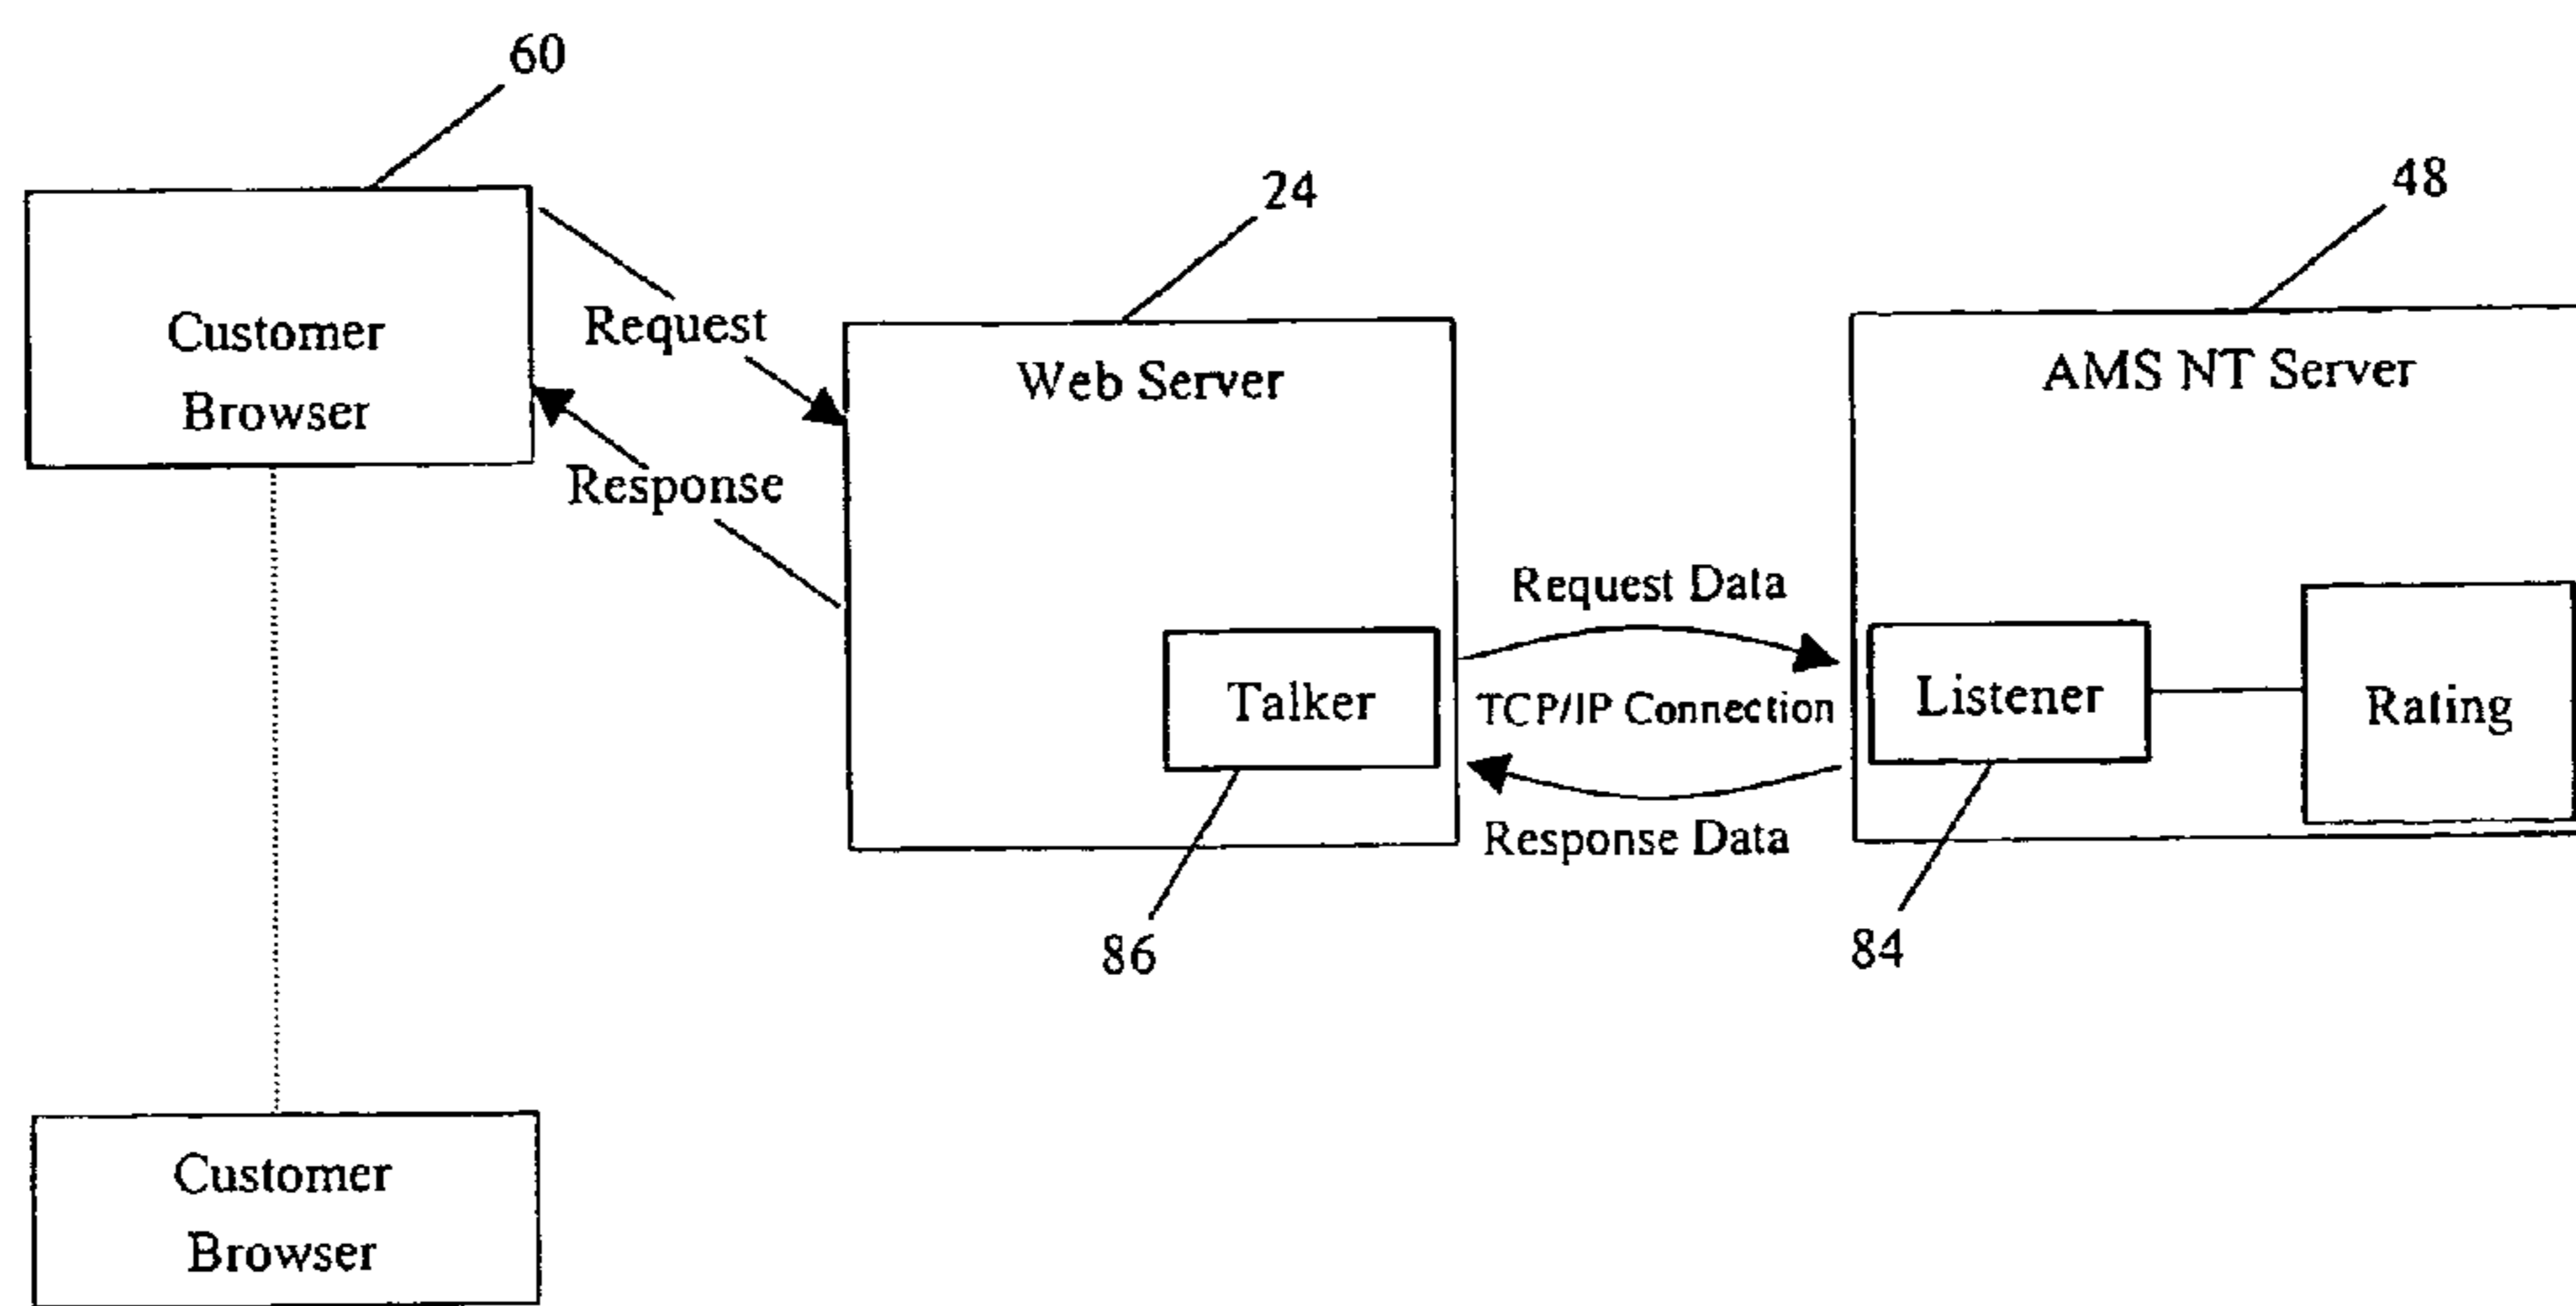 60
24
48
Customer
Browser
Request
Response
Web Server
AMS NT Server
Request Data
TCP/IP Connection
Response Data
Talker
Listener
Rating
86
84
Customer
Browser